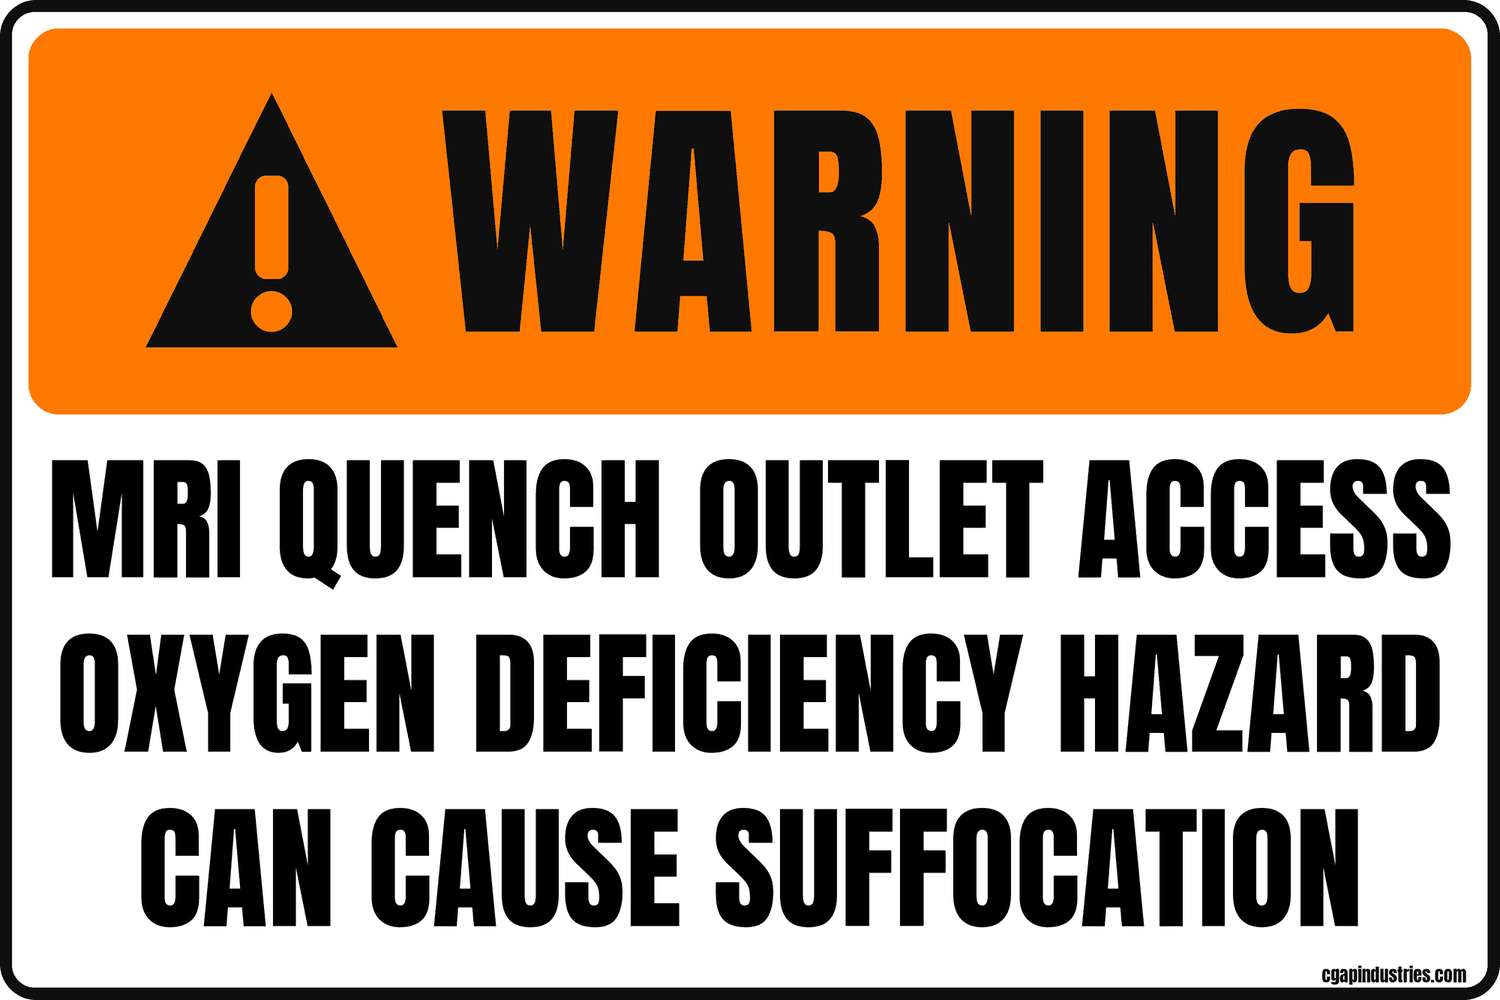 WARNING
MRI QUENCH OUTLET ACCESS
OXYGEN DEFICIENCY HAZARD
CAN CAUSE SUFFOCATION
cgapindustries.com